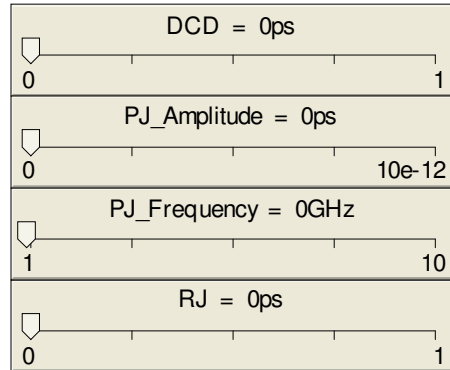 DCD = 0ps
0 1
PJ_Amplitude = 0ps
0 10e-12
PJ_Frequency = 0GHz
1 10
RJ = 0ps
0 1